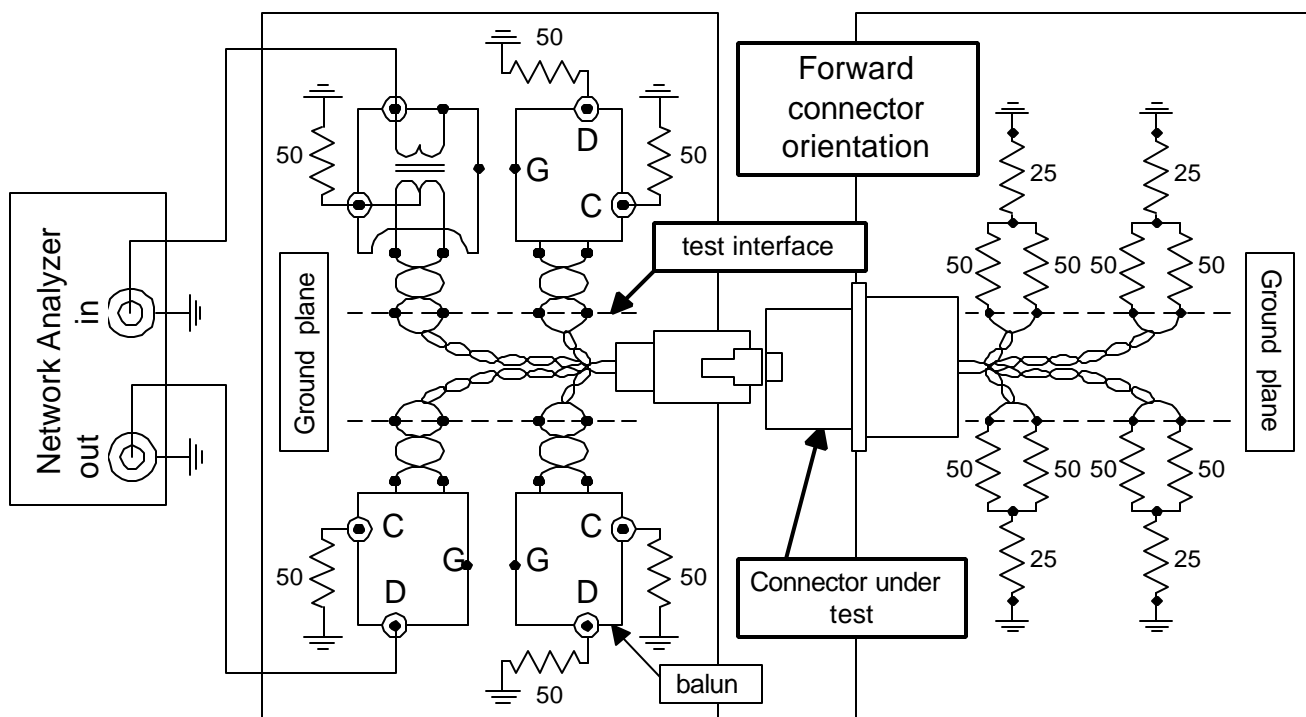 50
50
D
G
C
50
Forward
connector
orientation
25
25
test interface
50
50
50
50
Network Analyzer
in
out
Ground plane
Ground plane
50
50
50
50
C
G
D
50
C
G
D
50
50
25
25
Connector under
test
balun